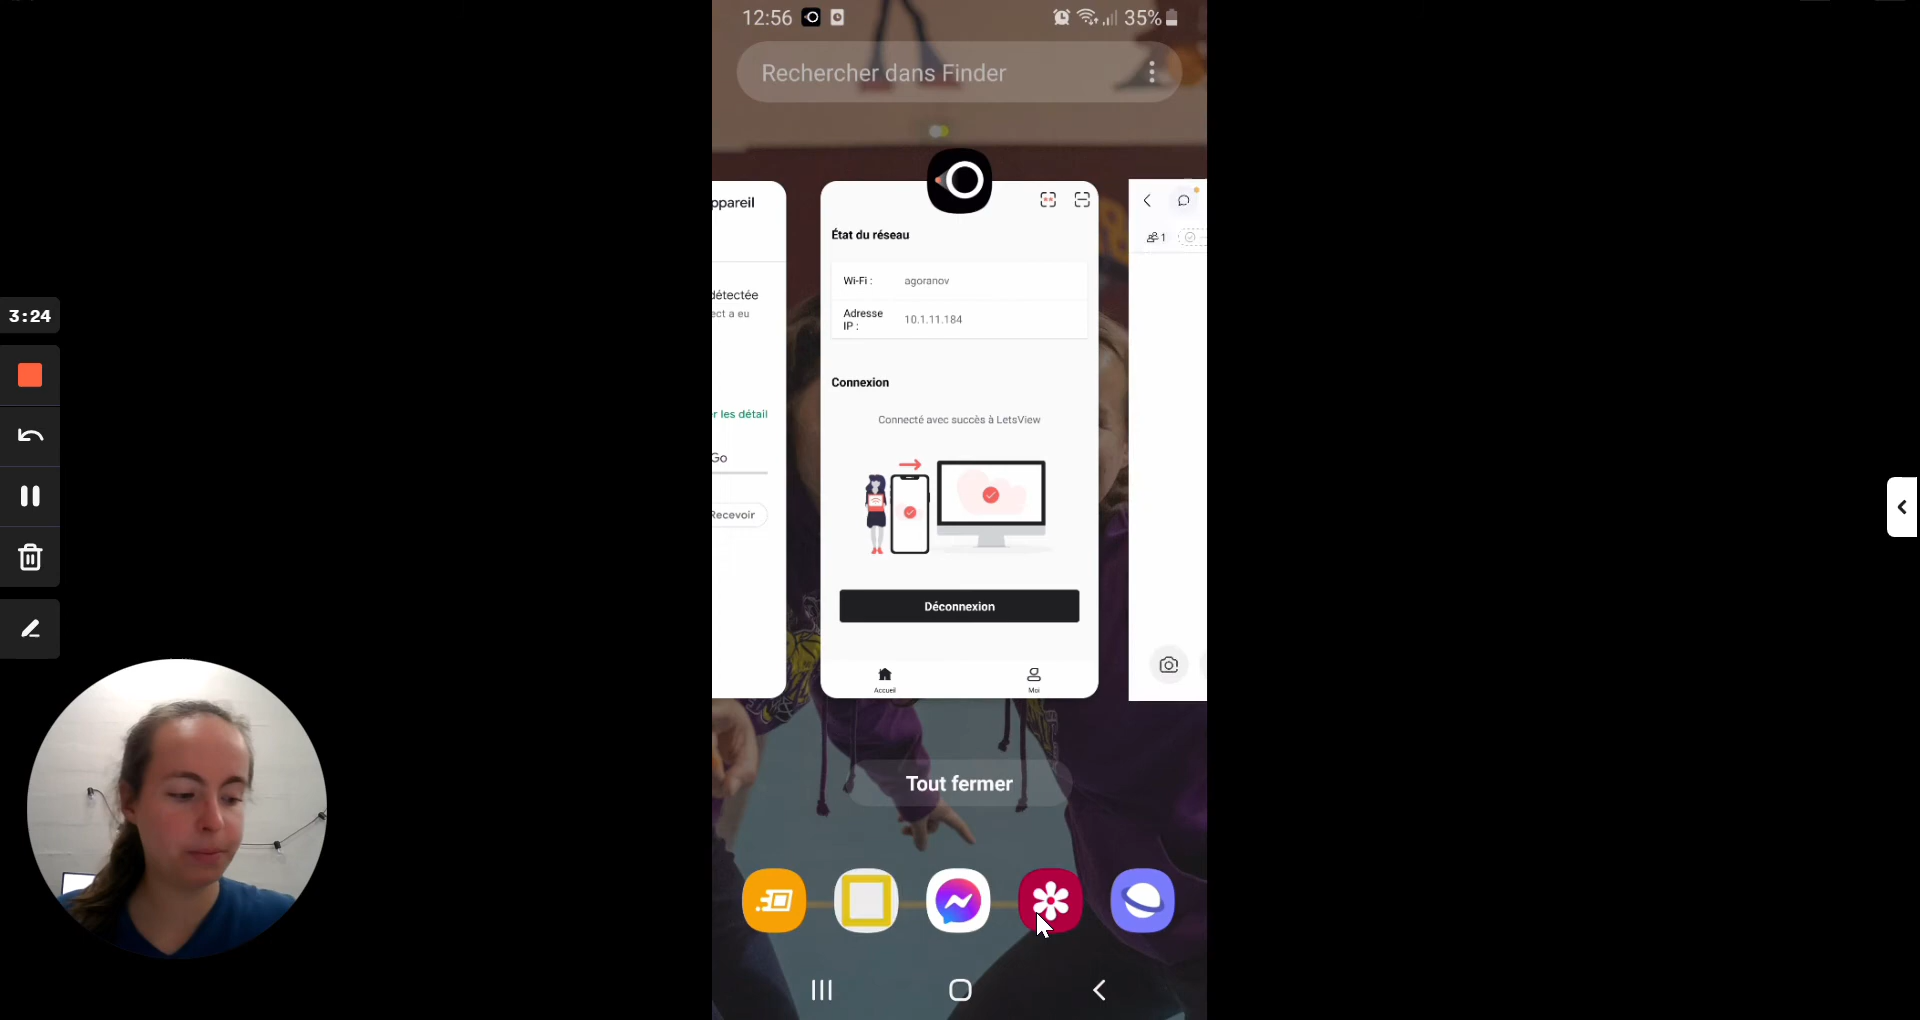 12:56
35%
Rechercher dans Finder
ppareil
détectée
ect a eu
r les détail
Go
Recevoir
État du réseau
Wi-Fi : agoranov
Adresse IP : 10.1.11.184
Connexion
Connecté avec succès à LetsView
Déconnexion
Accueil
Moi
1
Tout fermer
3:24